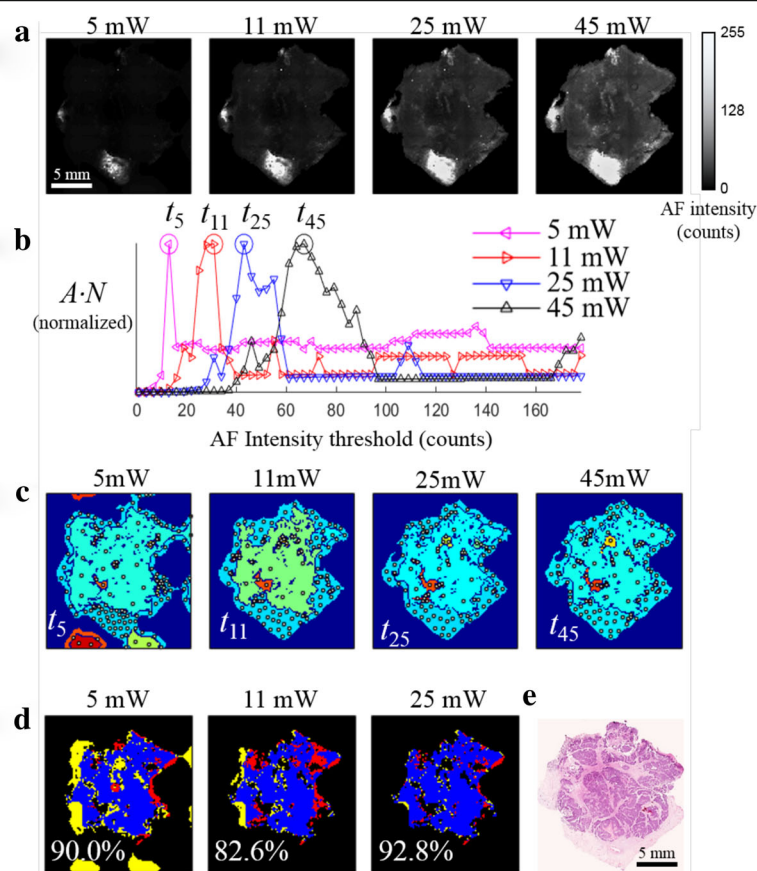 a
5 mW 11 mW 25 mW 45 mW
255
128
0
5 mm
AF intensity
(counts)
b
t5 t11 t25 t45
A·N
(normalized)
5 mW
11 mW
25 mW
45 mW
0 20 40 60 80 100 120 140 160
AF Intensity threshold (counts)
c
5mW 11mW 25mW 45mW
t5 t11 t25 t45
d
5 mW 11 mW 25 mW
90.0% 82.6% 92.8%
e
5 mm